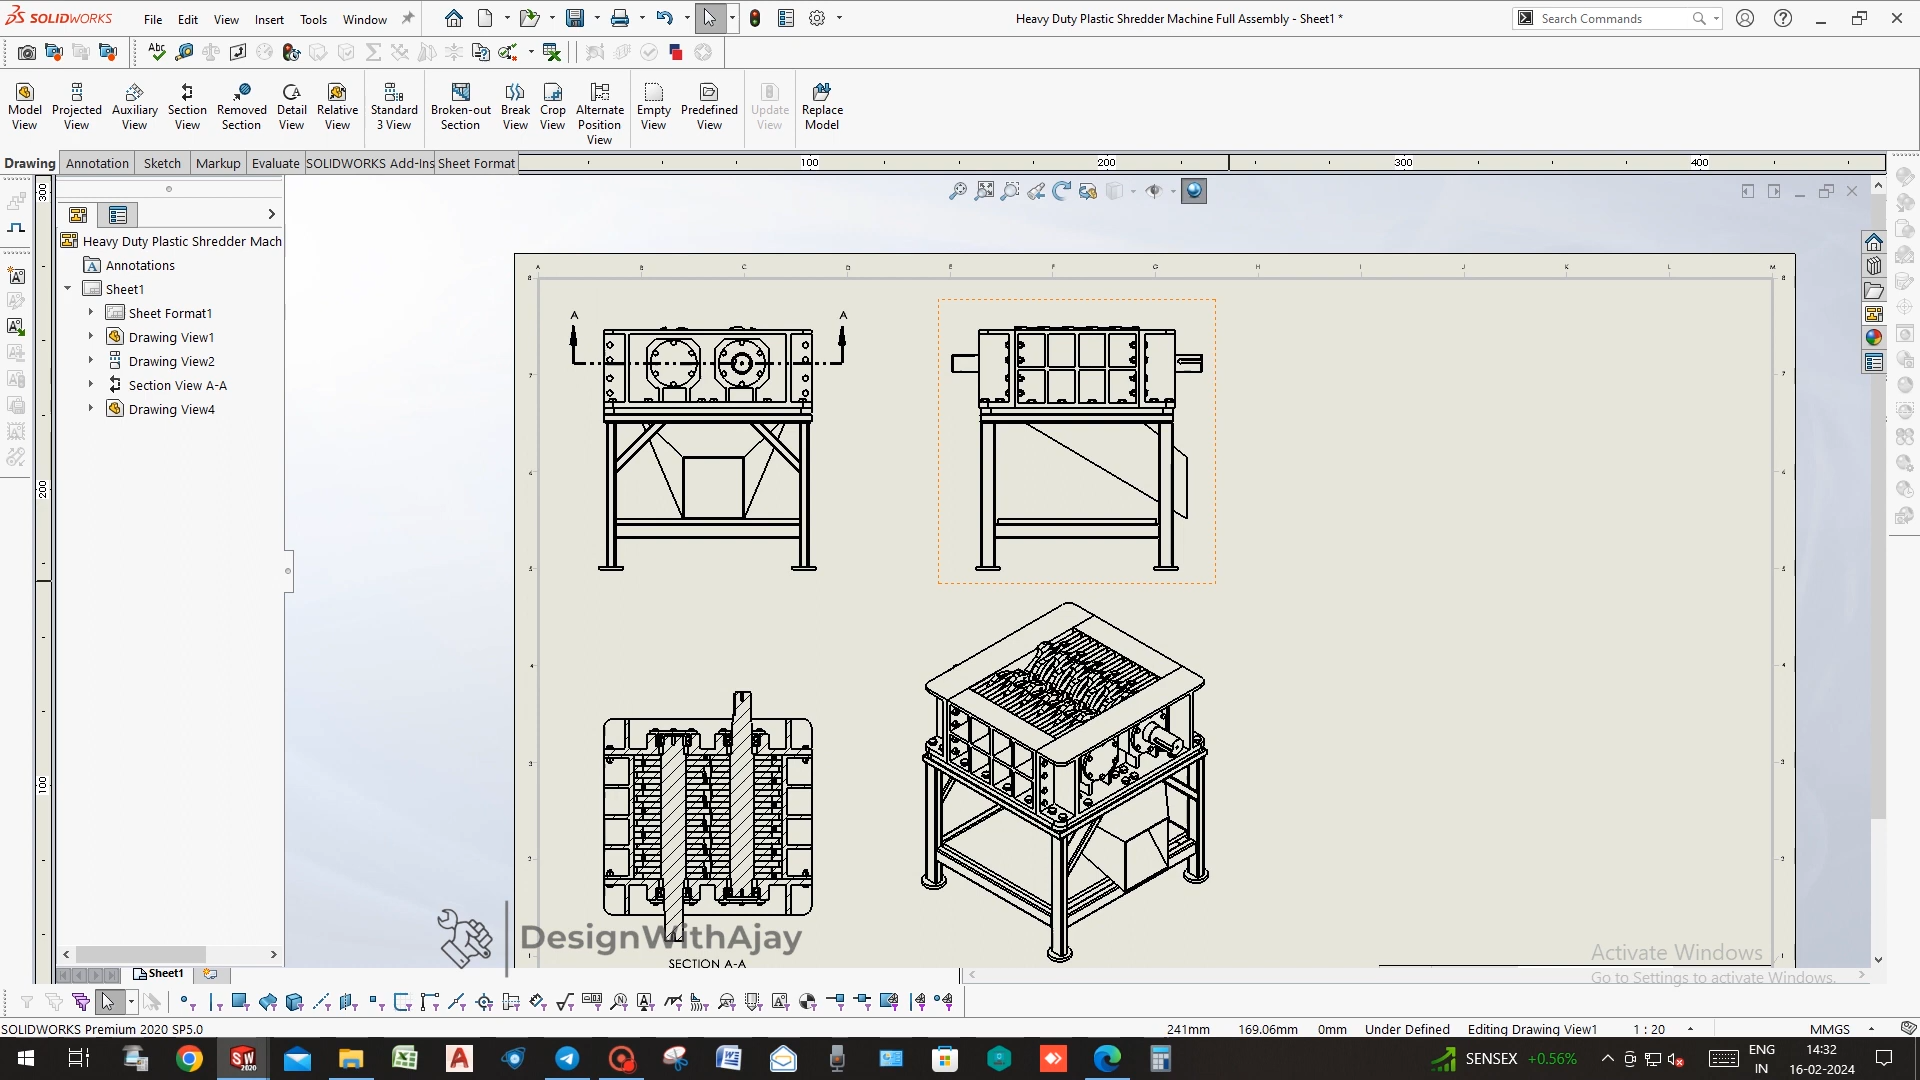 SOLIDWORKS
File Edit View Insert Tools Window
Heavy Duty Plastic Shredder Machine Full Assembly - Sheet1 *
Search Commands
Model View
Projected View
Auxiliary View
Section View
Removed Section
Detail View
Relative View
Standard 3 View
Broken-out Section
Break View
Crop View
Alternate Position View
Empty View
Predefined View
Update View
Replace Model
Drawing Annotation Sketch Markup Evaluate SOLIDWORKS Add-Ins Sheet Format
100 200 300 400
300
200
100
Heavy Duty Plastic Shredder Mach
Annotations
Sheet1
Sheet Format1
Drawing View1
Drawing View2
Section View A-A
Drawing View4
A A
SECTION A-A
DesignWithAjay
Activate Windows
Go to Settings to activate Windows.
Sheet1
SOLIDWORKS Premium 2020 SP5.0
241mm 169.06mm 0mm Under Defined Editing Drawing View1 1 : 20 MMGS
SENSEX +0.56%
ENG
IN
14:32
16-02-2024